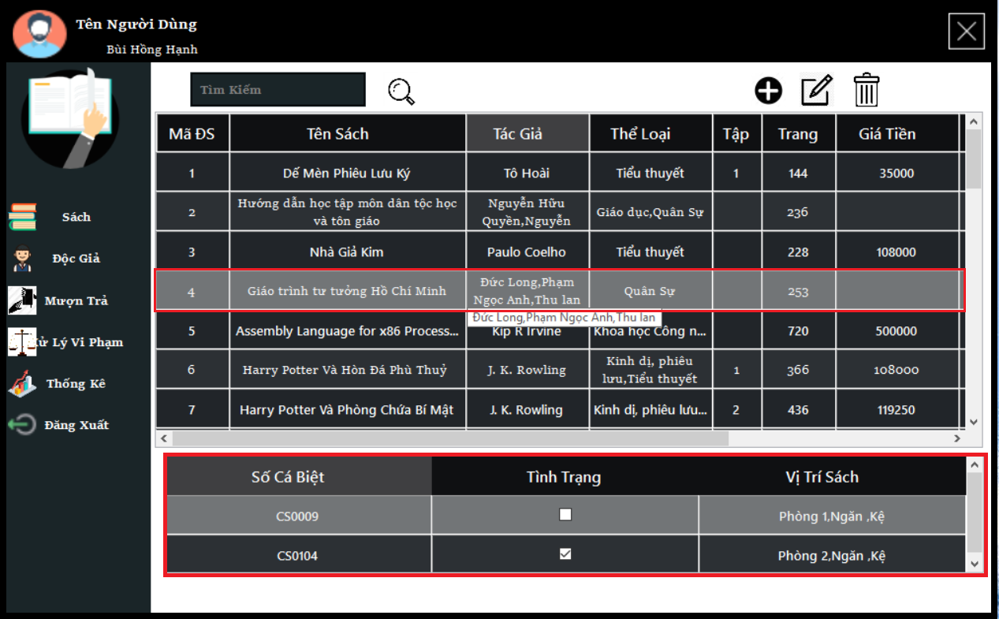 Tên Người Dùng
Bùi Hồng Hạnh
Tìm Kiếm
Sách
Độc Giả
Mượn Trả
Xử Lý Vi Phạm
Thống Kê
Đăng Xuất
Mã ĐS Tên Sách Tác Giả Thể Loại Tập Trang Giá Tiền
1 Dế Mèn Phiêu Lưu Ký Tô Hoài Tiểu thuyết 1 144 35000
2 Hướng dẫn học tập môn dân tộc học Nguyễn Hữu Giáo dục,Quân Sự 236
và tôn giáo Quyền,Nguyễn
3 Nhà Giả Kim Paulo Coelho Tiểu thuyết 228 108000
4 Giáo trình tư tưởng Hồ Chí Minh Đức Long,Phạm Quân Sự 253
Ngọc Anh,Thu lan
Đức Long,Phạm Ngọc Anh,Thu lan
5 Assembly Language for x86 Process... Kip R Irvine Khoa học Công n... 720 500000
6 Harry Potter Và Hòn Đá Phù Thuỷ J. K. Rowling Kinh dị, phiêu 1 366 108000
lưu,Tiểu thuyết
7 Harry Potter Và Phòng Chứa Bí Mật J. K. Rowling Kinh dị, phiêu lưu... 2 436 119250
Số Cá Biệt Tình Trạng Vị Trí Sách
CS0009 Phòng 1,Ngăn ,Kệ
CS0104 Phòng 2,Ngăn ,Kệ